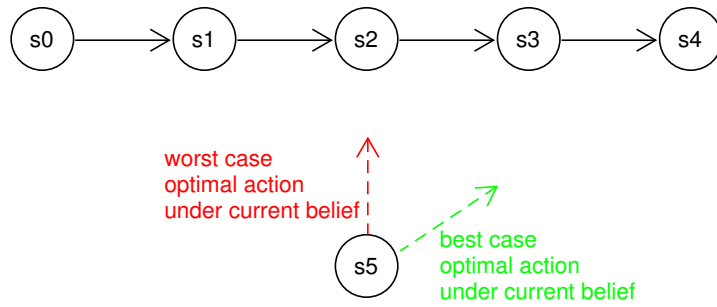 s0 s1 s2 s3 s4
worst case
optimal action
under current belief
best case
optimal action
under current belief
s5